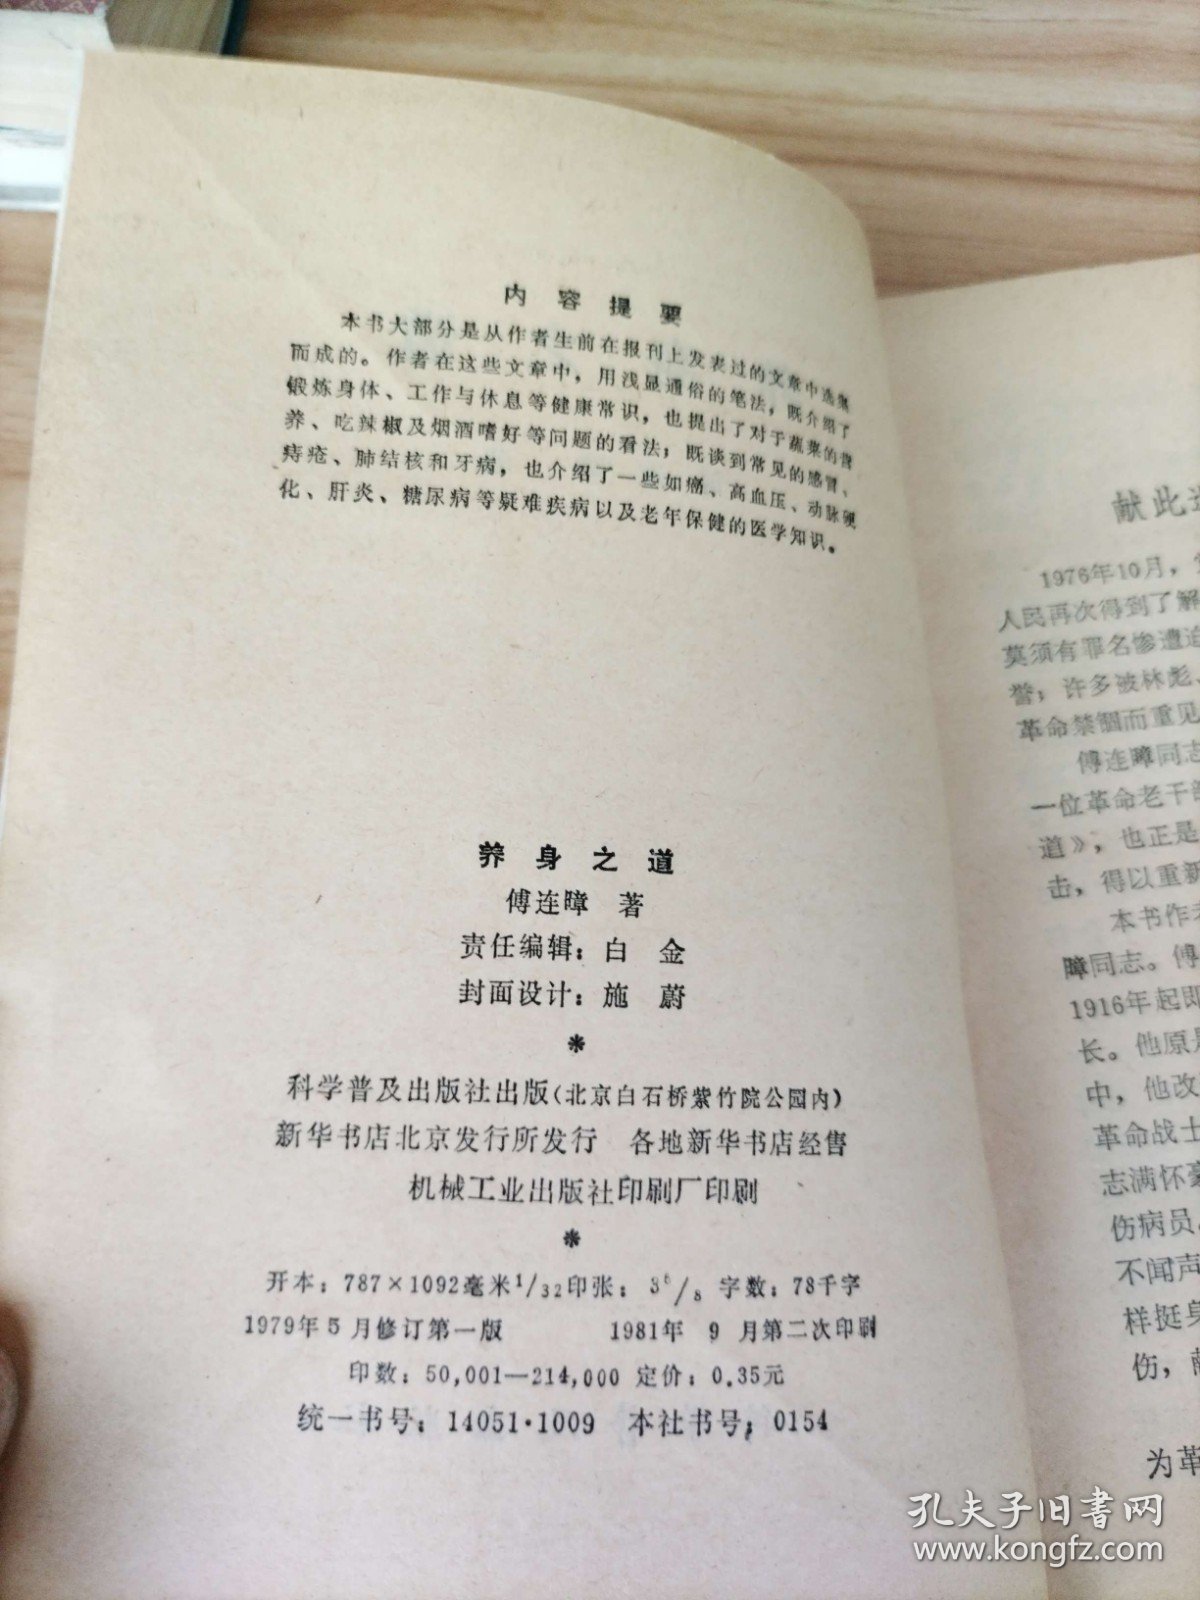 内容提要
本书大部分是从作者生前在报刊上发表过的文章中选集
而成的。作者在这些文章中，用浅显通俗的笔法，既介绍了
锻炼身体、工作与休息等健康常识，也提出了对于蔬菜的营
养、吃辣椒及烟酒嗜好等问题的看法；既谈到常见的感冒、
痔疮、肺结核和牙病，也介绍了一些如癌、高血压、动脉硬
化、肝炎、糖尿病等疑难疾病以及老年保健的医学知识。
养身之道
傅连暲 著
责任编辑：白 金
封面设计：施 蔚
*
科学普及出版社出版（北京白石桥紫竹院公园内）
新华书店北京发行所发行 各地新华书店经售
机械工业出版社印刷厂印刷
*
开本：787×1092毫米1/32印张：3 6/8 字数：78千字
1979年5月修订第一版 1981年9月第二次印刷
印数：50,001—214,000 定价：0.35元
统一书号：14051·1009 本社书号：0154
献此
1976年10月，
人民再次得到了解
莫须有罪名惨遭迫
誉；许多被林彪、
革命禁锢而重见
傅连暲同志
一位革命老干部
道》，也正是
击，得以重新
本书作者
暲同志。傅
1916年起即
长。他原是
中，他改
革命战士
志满怀豪
伤病员
不闻声
样挺身
伤，
为革
孔夫子旧书网
www.kongfz.com